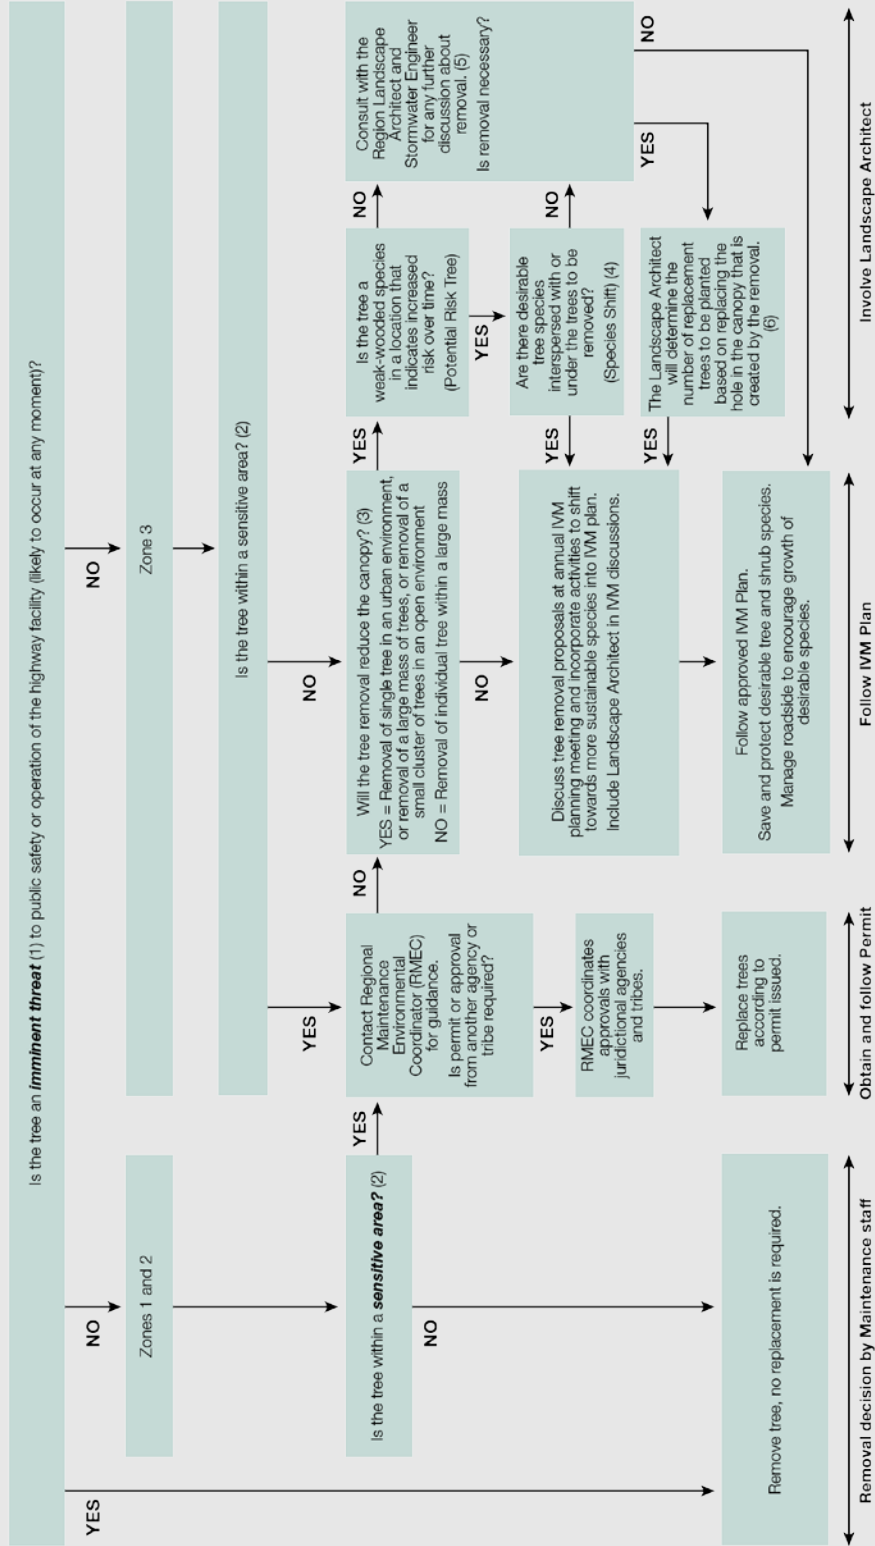 Is the tree an imminent threat (1) to public safety or operation of the highway facility (likely to occur at any moment)?
YES
NO
NO
Zones 1 and 2
Zone 3
Is the tree within a sensitive area? (2)
YES
NO
Is the tree within a sensitive area? (2)
YES
NO
Contact Regional
Maintenance
Environmental
Coordinator (RMEC)
for guidance.
Is permit or approval
from another agency or
tribe required?
NO
YES
Will the tree removal reduce the canopy? (3)
YES = Removal of single tree in an urban environment,
or removal of a large mass of trees, or removal of a
small cluster of trees in an open environment
NO = Removal of individual tree within a large mass
YES
NO
Is the tree a
weak-wooded species
in a location that
indicates increased
risk over time?
(Potential Risk Tree)
NO
YES
Consult with the
Region Landscape
Architect and
Stormwater Engineer
for any further
discussion about
removal. (5)
Is removal necessary?
YES
NO
RMEC coordinates
approvals with
juridictional agencies
and tribes.
Discuss tree removal proposals at annual IVM
planning meeting and incorporate activities to shift
towards more sustainable species into IVM plan.
Include Landscape Architect in IVM discussions.
YES
Are there desirable
tree species
interspersed with or
under the trees to be
removed?
(Species Shift) (4)
NO
YES
The Landscape Architect
will determine the
number of replacement
trees to be planted
based on replacing the
hole in the canopy that is
created by the removal.
(6)
Remove tree, no replacement is required.
Replace trees
according to
permit issued.
Follow approved IVM Plan.
Save and protect desirable tree and shrub species.
Manage roadside to encourage growth of
desirable species.
Removal decision by Maintenance staff
Obtain and follow Permit
Follow IVM Plan
Involve Landscape Architect